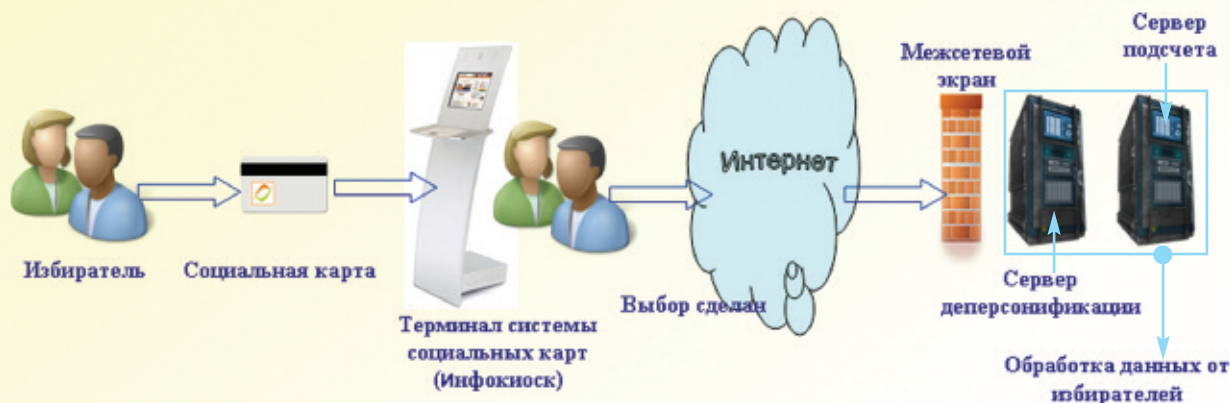 Избиратель
Социальная карта
Терминал системы
социальных карт
(Инфокиоск)
Выбор сделан
Интернет
Межсетевой
экран
Сервер
подсчета
Сервер
деперсонификации
Обработка данных от
избирателей